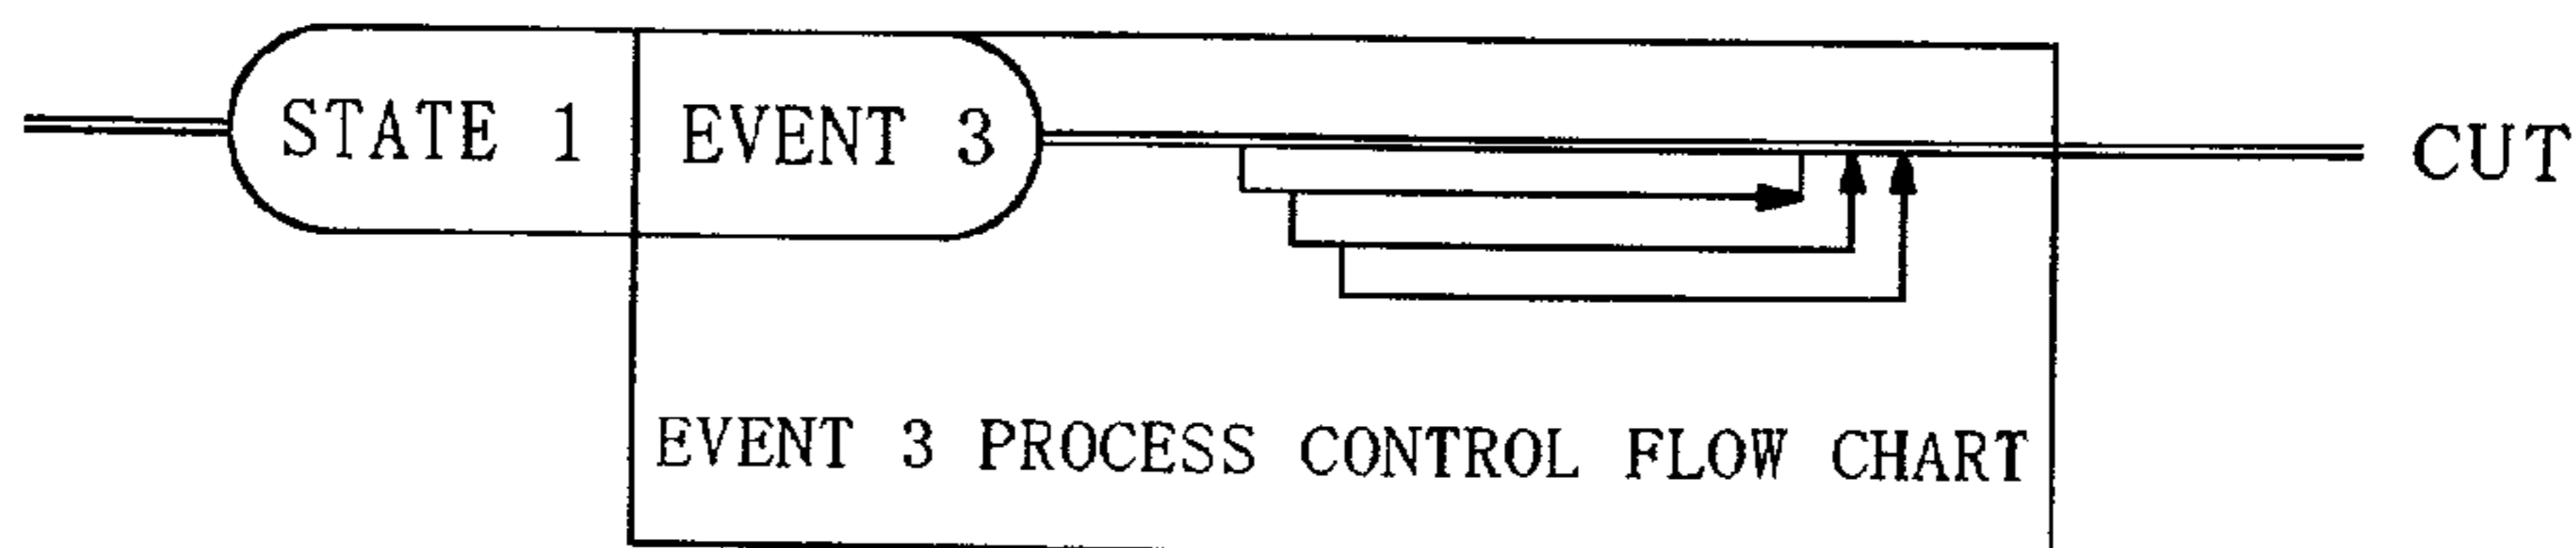 STATE 1 EVENT 3 CUT
EVENT 3 PROCESS CONTROL FLOW CHART